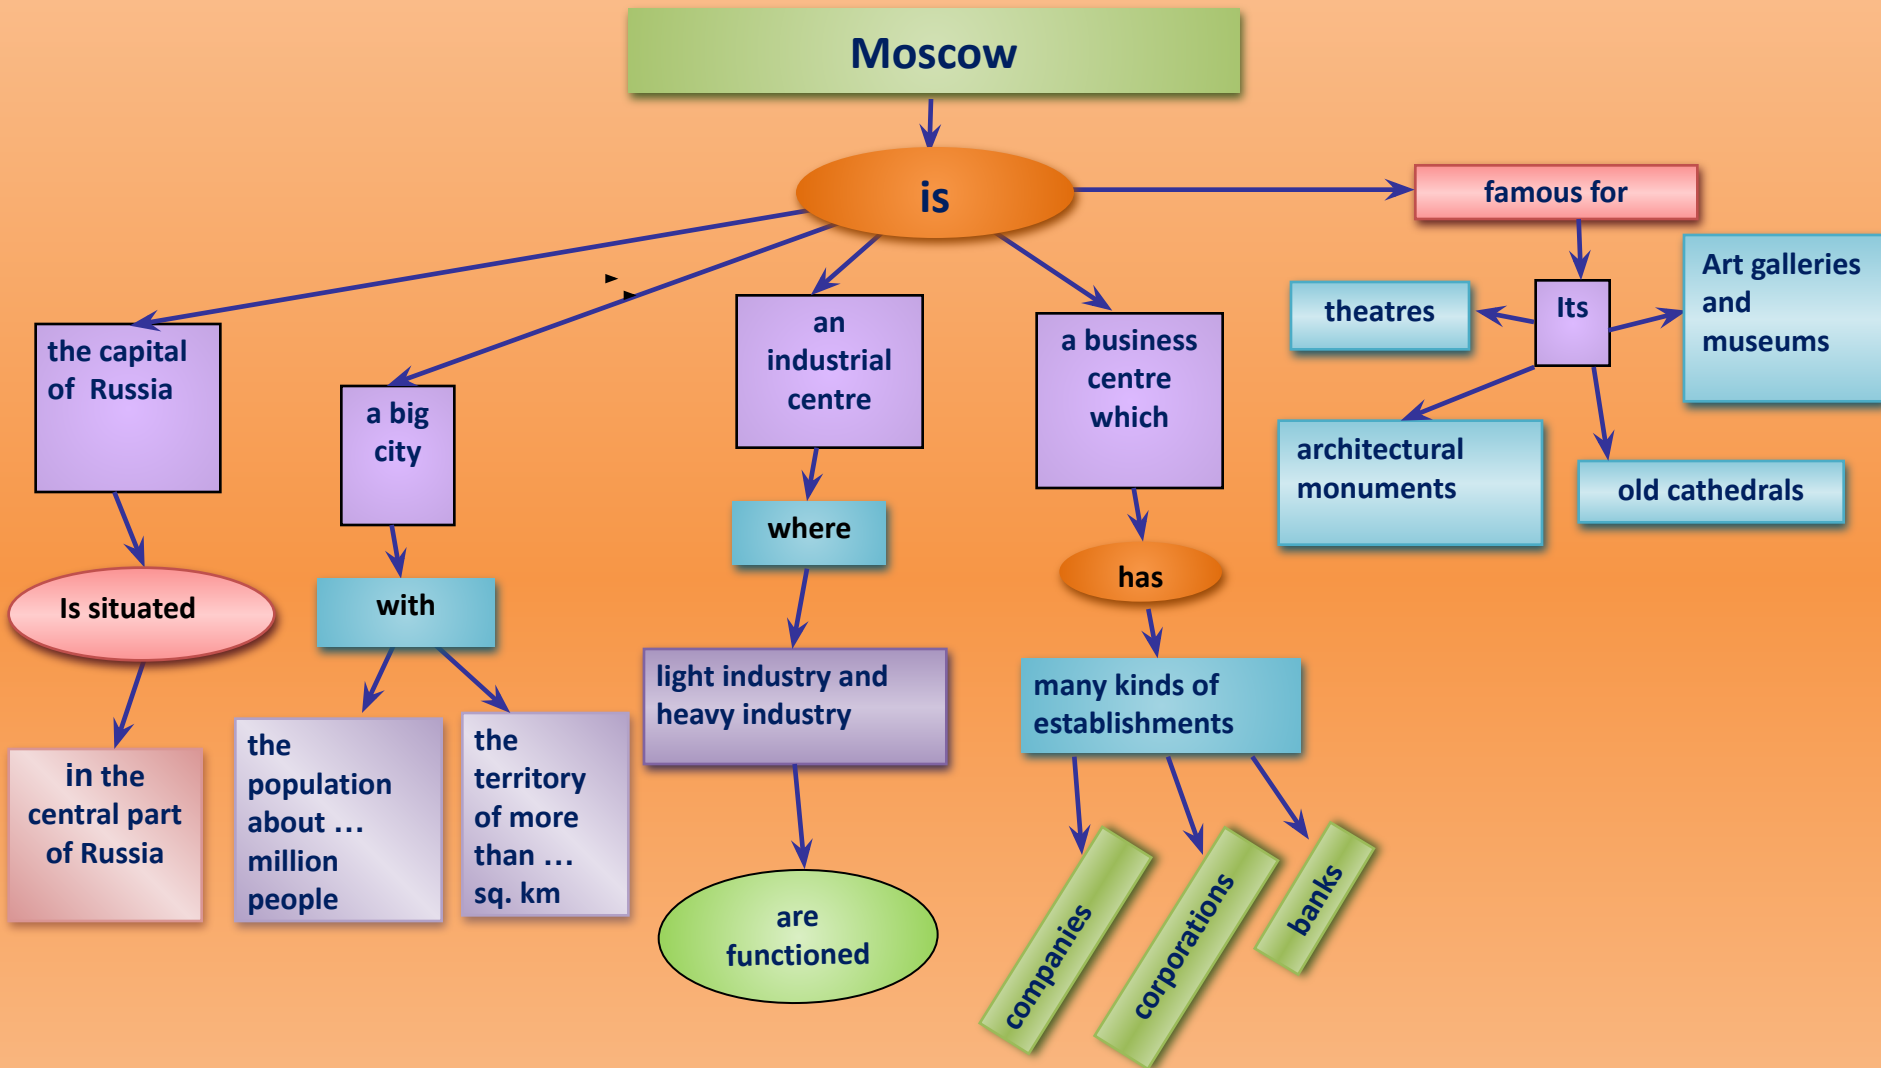 Moscow
is
famous for
Its
theatres
Art galleries
and
museums
architectural
monuments
old cathedrals
the capital
of Russia
Is situated
in the
central part
of Russia
a big
city
with
the
population
about …
million
people
the
territory
of more
than …
sq. km
an
industrial
centre
where
light industry and
heavy industry
are
functioned
a business
centre
which
has
many kinds of
establishments
companies
corporations
banks